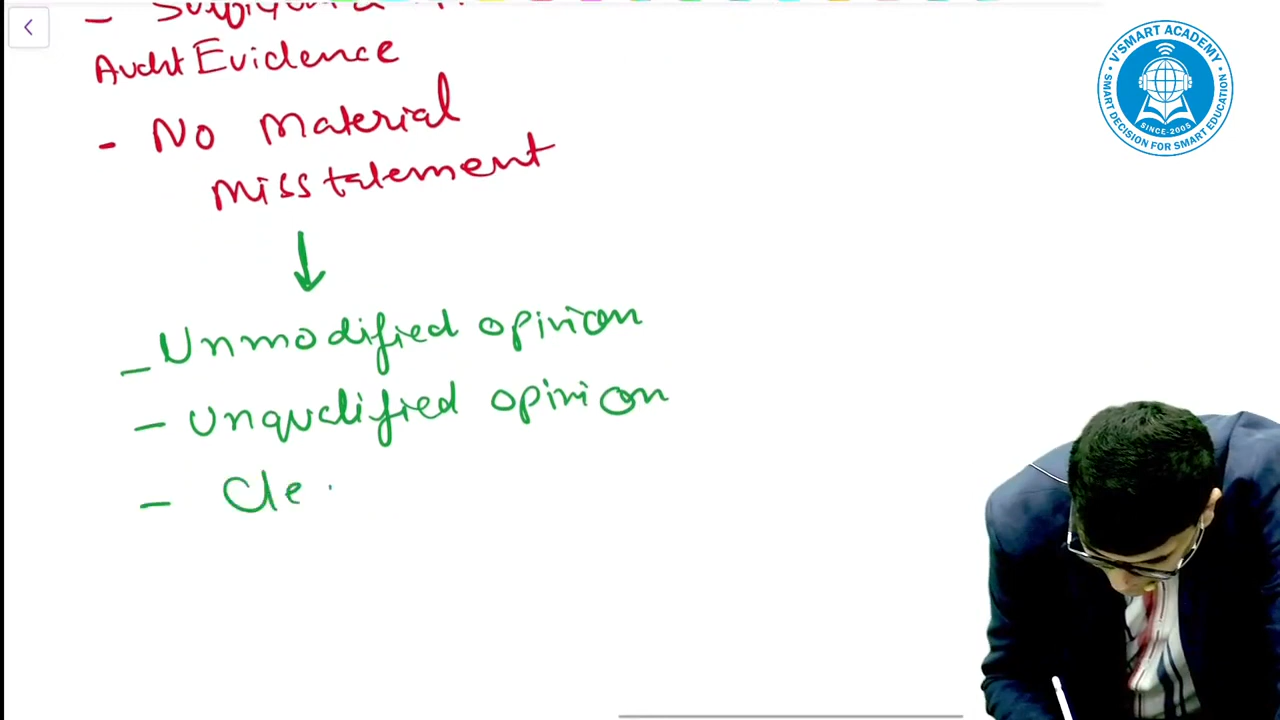 Audit Evidence
- No Material
Misstatement
↓
- Unmodified opinion
- Unqualified opinion
- Cle
V'SMART ACADEMY
SMART DECISION FOR SMART EDUCATION
SINCE-2005